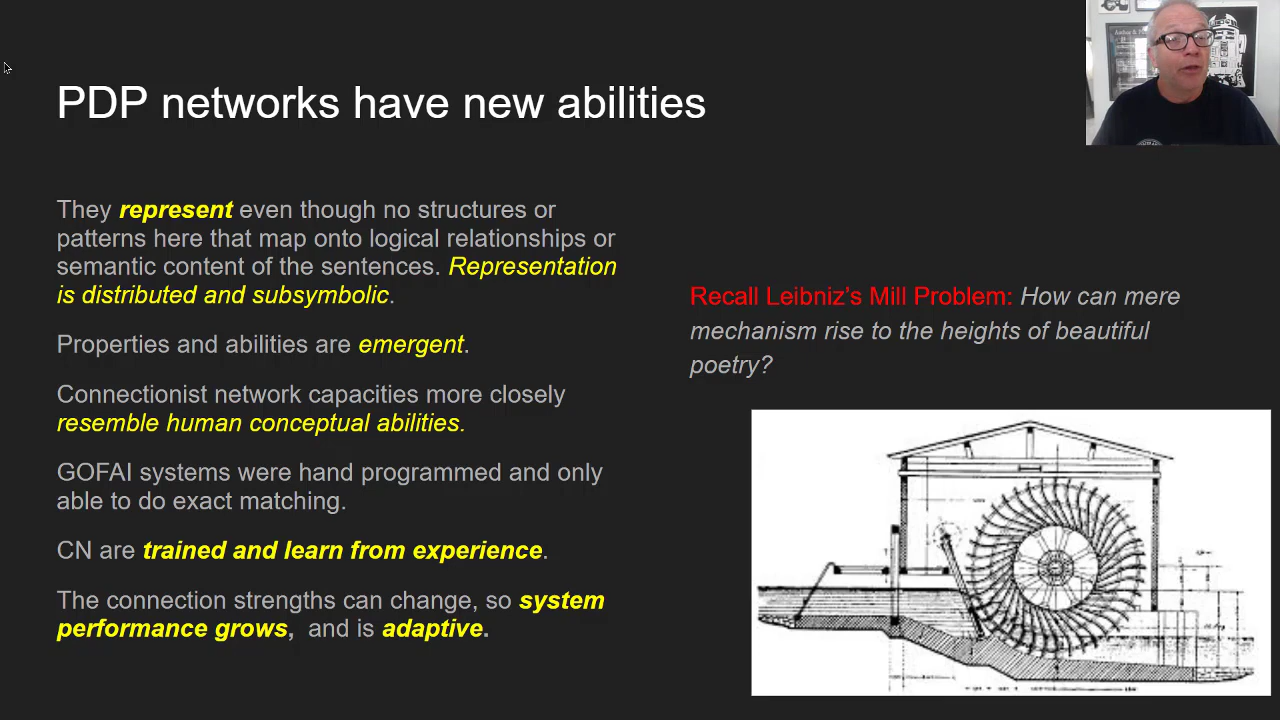 PDP networks have new abilities
They represent even though no structures or
patterns here that map onto logical relationships or
semantic content of the sentences. Representation
is distributed and subsymbolic.
Properties and abilities are emergent.
Connectionist network capacities more closely
resemble human conceptual abilities.
GOFAI systems were hand programmed and only
able to do exact matching.
CN are trained and learn from experience.
The connection strengths can change, so system
performance grows, and is adaptive.
Recall Leibniz's Mill Problem: How can mere
mechanism rise to the heights of beautiful
poetry?